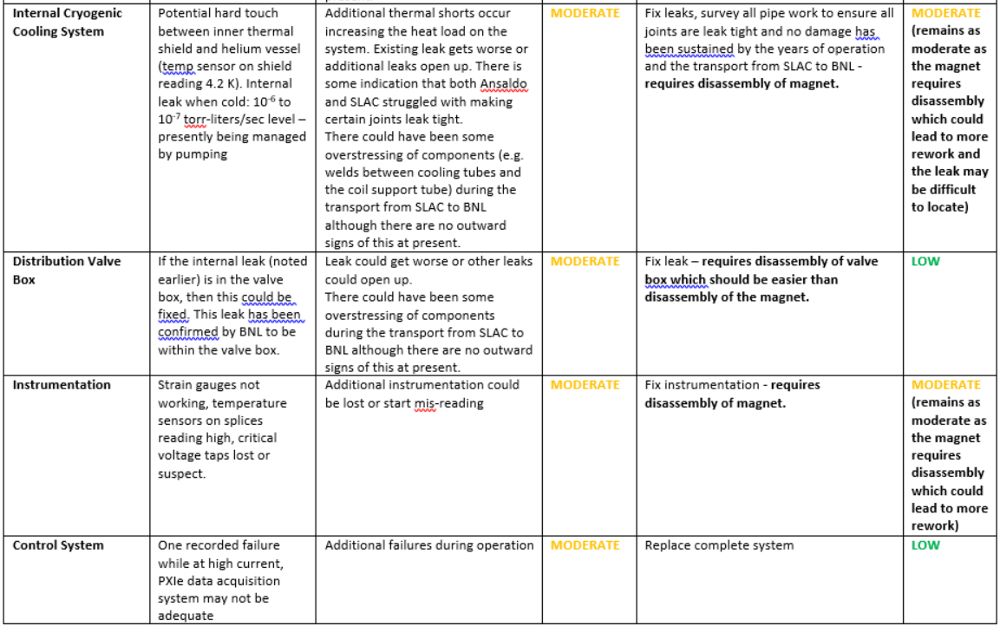 Internal Cryogenic
Cooling System
Potential hard touch
between inner thermal
shield and helium vessel
(temp sensor on shield
reading 4.2 K). Internal
leak when cold: 10-6 to
10-7 torr-liters/sec level –
presently being managed
by pumping
Additional thermal shorts occur
increasing the heat load on the
system. Existing leak gets worse or
additional leaks open up. There is
some indication that both Ansaldo
and SLAC struggled with making
certain joints leak tight.
There could have been some
overstressing of components (e.g.
welds between cooling tubes and
the coil support tube) during the
transport from SLAC to BNL
although there are no outward
signs of this at present.
MODERATE
Fix leaks, survey all pipe work to ensure all
joints are leak tight and no damage has
been sustained by the years of operation
and the transport from SLAC to BNL -
requires disassembly of magnet.
MODERATE
(remains as
moderate as
the magnet
requires
disassembly
which could
lead to more
rework and
the leak may
be difficult
to locate)
Distribution Valve
Box
If the internal leak (noted
earlier) is in the valve
box, then this could be
fixed. This leak has been
confirmed by BNL to be
within the valve box.
Leak could get worse or other leaks
could open up.
There could have been some
overstressing of components
during the transport from SLAC to
BNL although there are no outward
signs of this at present.
MODERATE
Fix leak – requires disassembly of valve
box which should be easier than
disassembly of the magnet.
LOW
Instrumentation
Strain gauges not
working, temperature
sensors on splices
reading high, critical
voltage taps lost or
suspect.
Additional instrumentation could
be lost or start mis-reading
MODERATE
Fix instrumentation - requires
disassembly of magnet.
MODERATE
(remains as
moderate as
the magnet
requires
disassembly
which could
lead to more
rework)
Control System
One recorded failure
while at high current,
PXIe data acquisition
system may not be
adequate
Additional failures during operation
MODERATE
Replace complete system
LOW